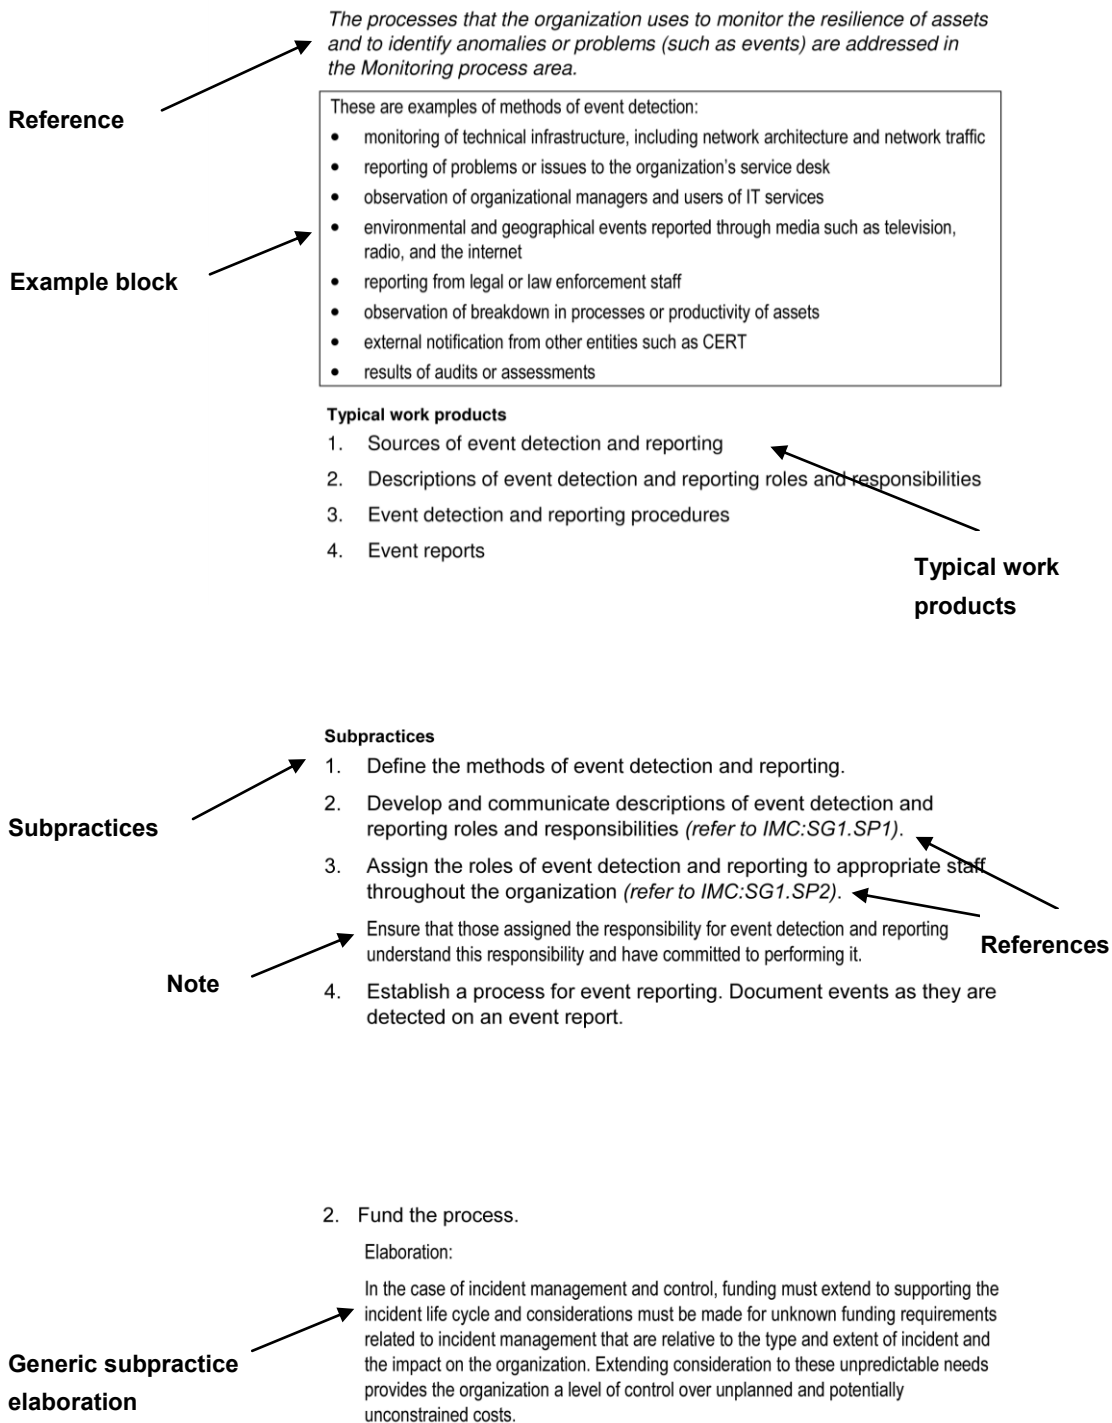 The processes that the organization uses to monitor the resilience of assets
and to identify anomalies or problems (such as events) are addressed in
the Monitoring process area.
Reference
These are examples of methods of event detection:
• monitoring of technical infrastructure, including network architecture and network traffic
• reporting of problems or issues to the organization's service desk
• observation of organizational managers and users of IT services
• environmental and geographical events reported through media such as television,
radio, and the internet
Example block
• reporting from legal or law enforcement staff
• observation of breakdown in processes or productivity of assets
• external notification from other entities such as CERT
• results of audits or assessments
Typical work products
1. Sources of event detection and reporting
2. Descriptions of event detection and reporting roles and responsibilities
3. Event detection and reporting procedures
4. Event reports
Typical work
products
Subpractices
1. Define the methods of event detection and reporting.
2. Develop and communicate descriptions of event detection and
reporting roles and responsibilities (refer to IMC:SG1.SP1).
Subpractices
3. Assign the roles of event detection and reporting to appropriate staff
throughout the organization (refer to IMC:SG1.SP2).
Ensure that those assigned the responsibility for event detection and reporting
understand this responsibility and have committed to performing it.
References
Note
4. Establish a process for event reporting. Document events as they are
detected on an event report.
2. Fund the process.
Elaboration:
In the case of incident management and control, funding must extend to supporting the
incident life cycle and considerations must be made for unknown funding requirements
related to incident management that are relative to the type and extent of incident and
the impact on the organization. Extending consideration to these unpredictable needs
provides the organization a level of control over unplanned and potentially
unconstrained costs.
Generic subpractice
elaboration